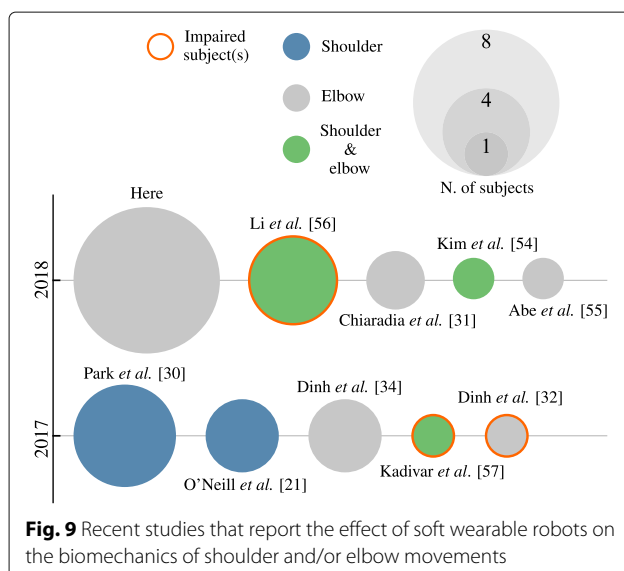 Impaired
subject(s)
Shoulder
Elbow
Shoulder
&
elbow
8
4
1
N. of subjects
2018
Here
Li et al. [56]
Chiaradia et al. [31]
Kim et al. [54]
Abe et al. [55]
2017
Park et al. [30]
O'Neill et al. [21]
Dinh et al. [34]
Kadivar et al. [57]
Dinh et al. [32]
Fig. 9 Recent studies that report the effect of soft wearable robots on
the biomechanics of shoulder and/or elbow movements